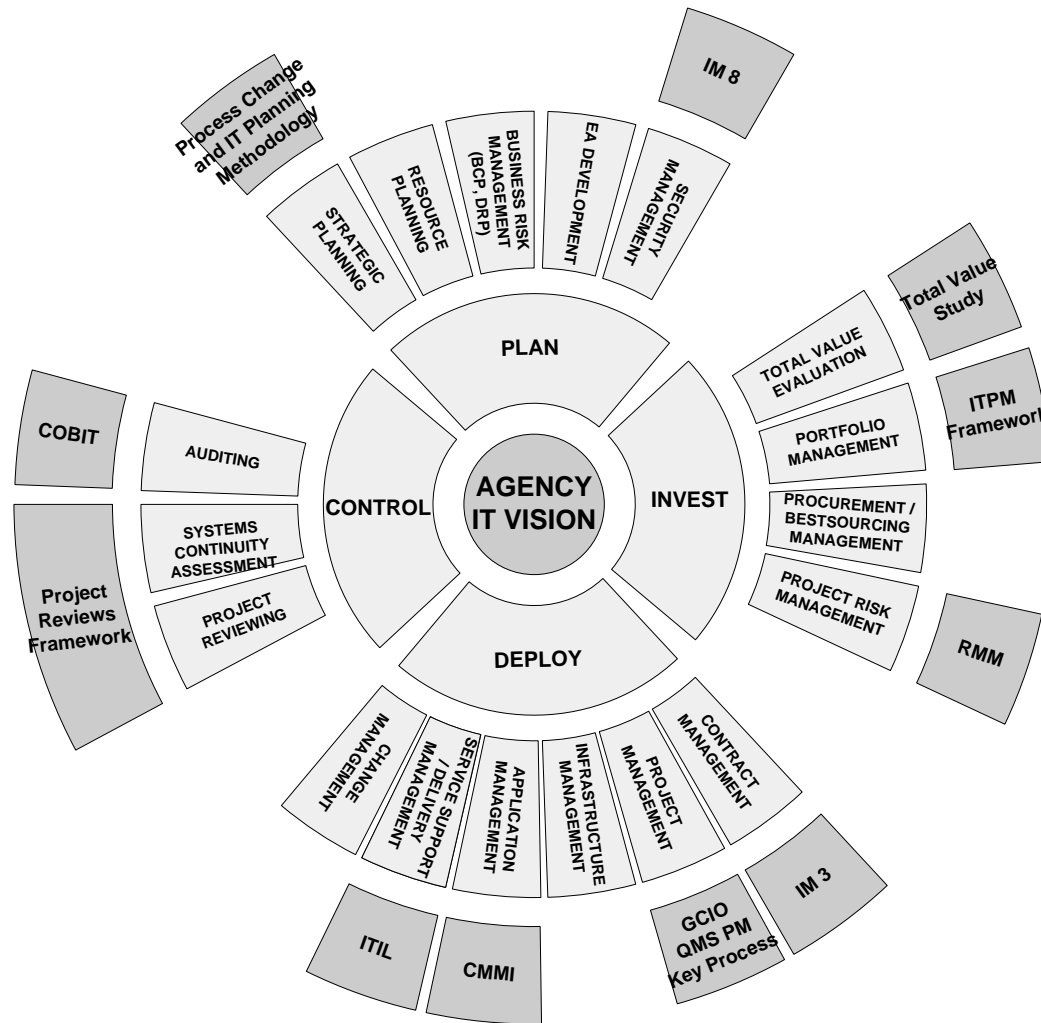 Process Change
and IT Planning
Methodology
IM 8
STRATEGIC
PLANNING
RESOURCE
PLANNING
BUSINESS RISK
MANAGEMENT
(BCP, DRP)
EA DEVELOPMENT
SECURITY
MANAGEMENT
PLAN
Total Value
Study
TOTAL VALUE
EVALUATION
ITPM
Framework
PORTFOLIO
MANAGEMENT
COBIT
AUDITING
CONTROL
AGENCY
IT VISION
INVEST
PROCUREMENT /
BESTSOURCING
MANAGEMENT
SYSTEMS
CONTINUITY
ASSESSMENT
Project
Reviews
Framework
PROJECT
REVIEWING
PROJECT RISK
MANAGEMENT
RMM
DEPLOY
CHANGE
MANAGEMENT
SERVICE SUPPORT
/ DELIVERY
MANAGEMENT
APPLICATION
MANAGEMENT
INFRASTRUCTURE
MANAGEMENT
PROJECT
MANAGEMENT
CONTRACT
MANAGEMENT
ITIL
CMMI
GCIO
QMS PM
Key Process
IM 3